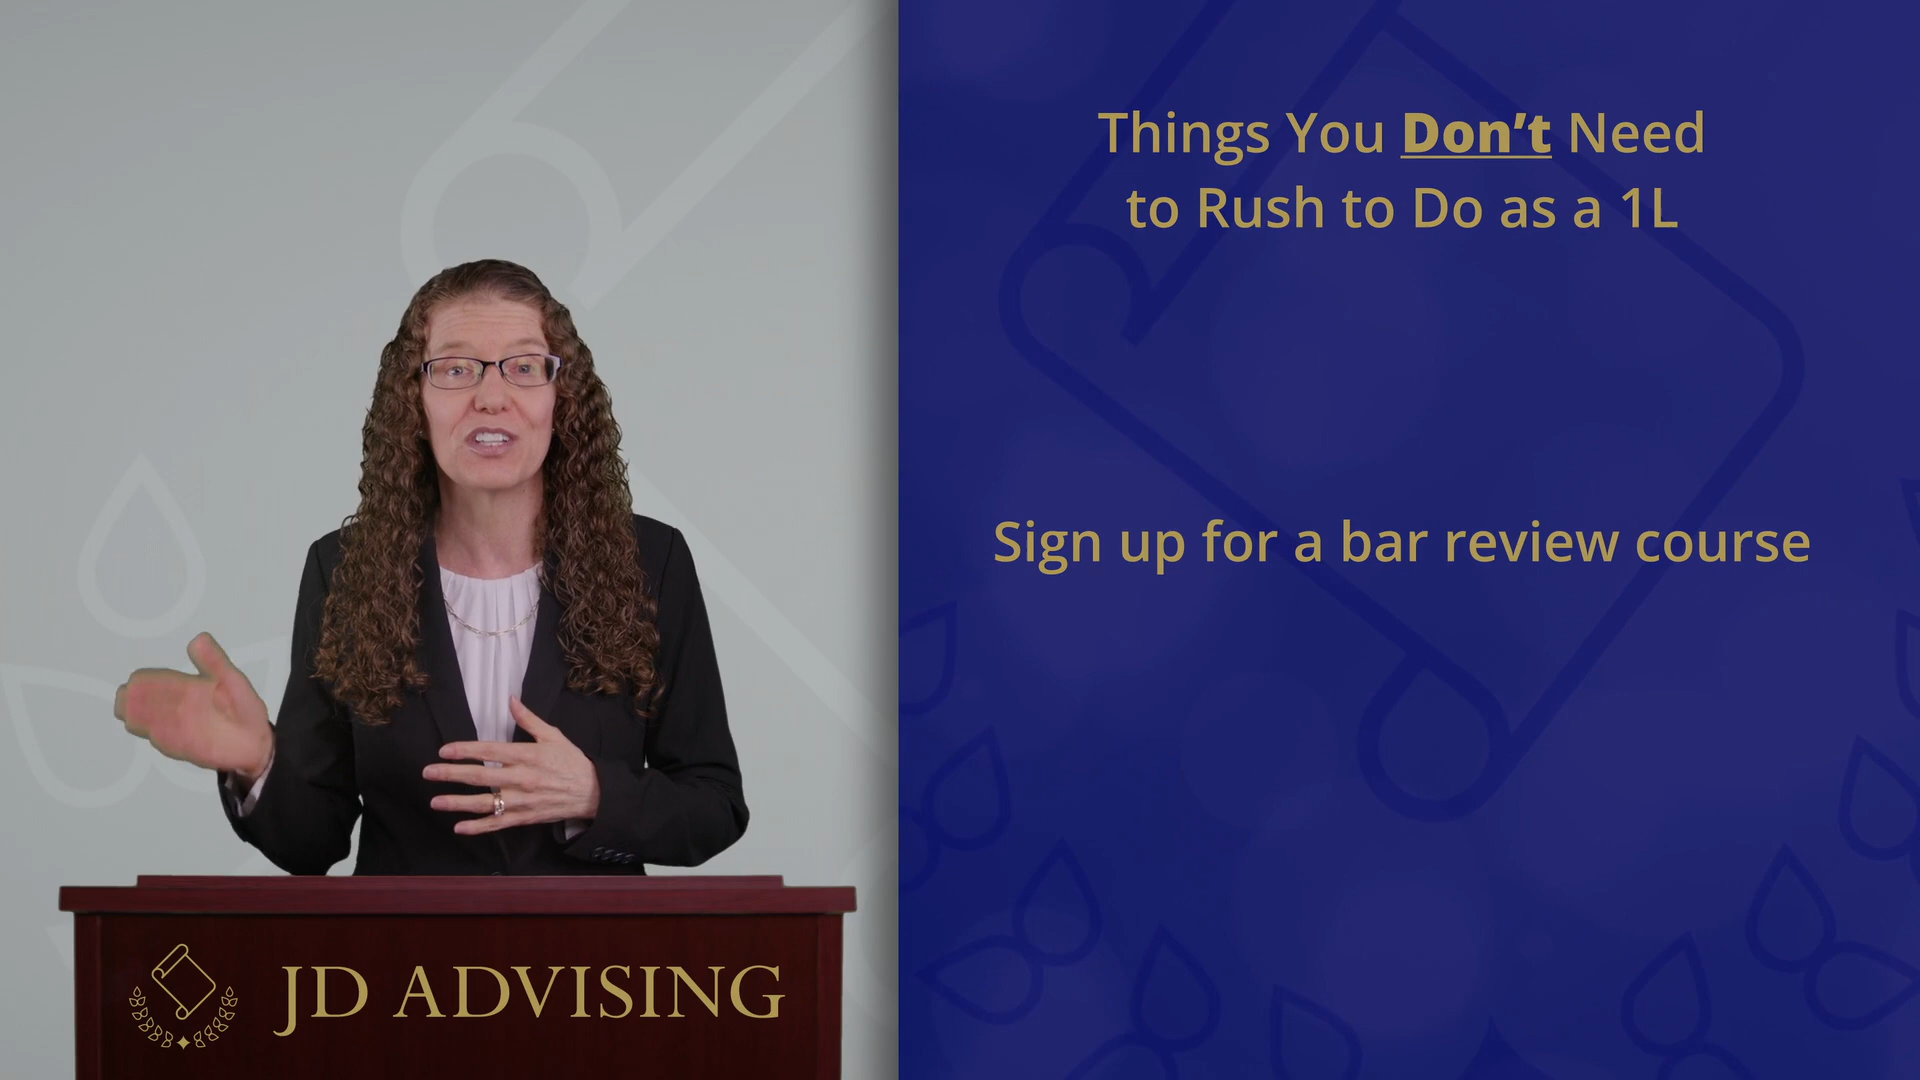 Things You Don’t Need
to Rush to Do as a 1L
Sign up for a bar review course
JD ADVISING